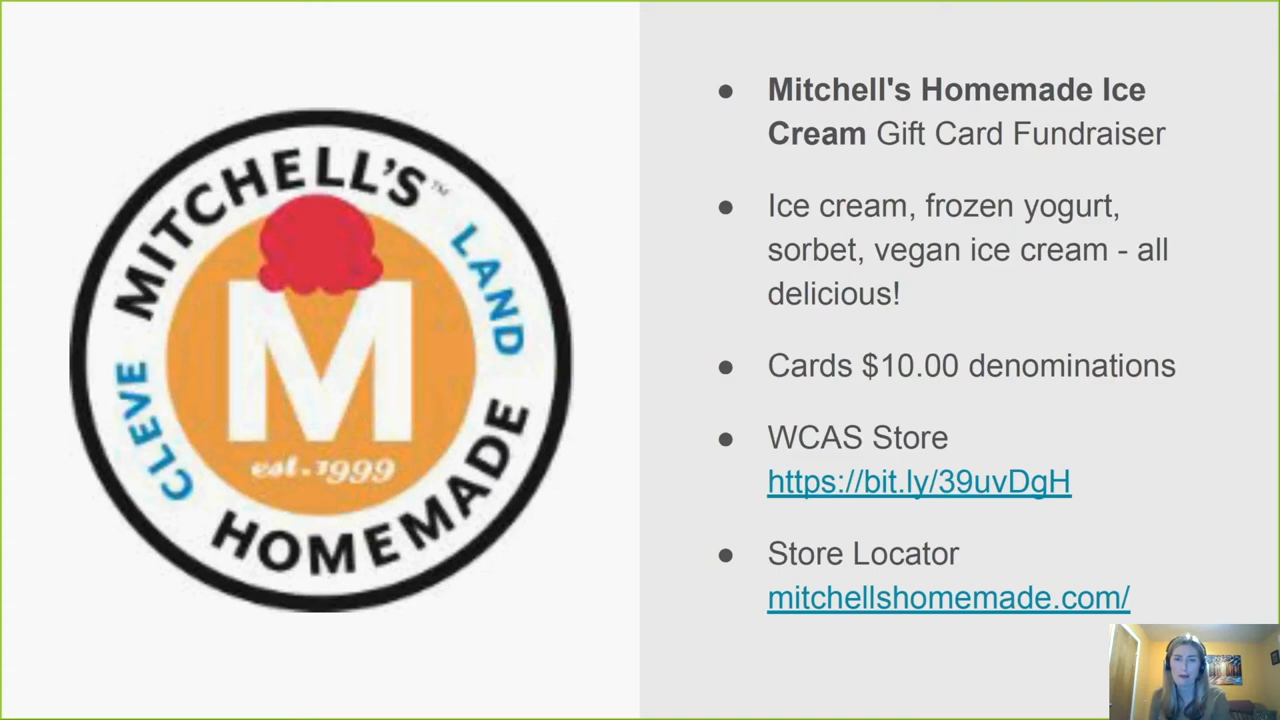 MITCHELL'S™
CLEVE LAND
M
est.1999
HOMEMADE
● Mitchell's Homemade Ice
Cream Gift Card Fundraiser
● Ice cream, frozen yogurt,
sorbet, vegan ice cream - all
delicious!
● Cards $10.00 denominations
● WCAS Store
https://bit.ly/39uvDgH
● Store Locator
mitchellshomemade.com/